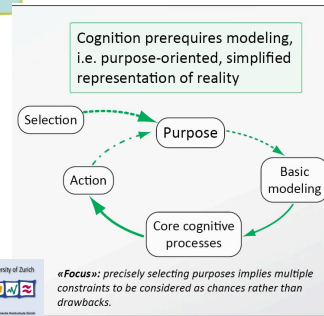 Cognition prerequires modeling,
i.e. purpose-oriented, simplified
representation of reality
Selection
Purpose
Action
Basic
modeling
Core cognitive
processes
ersity of Zurich
«Focus»: precisely selecting purposes implies multiple
constraints to be considered as chances rather than
drawbacks.